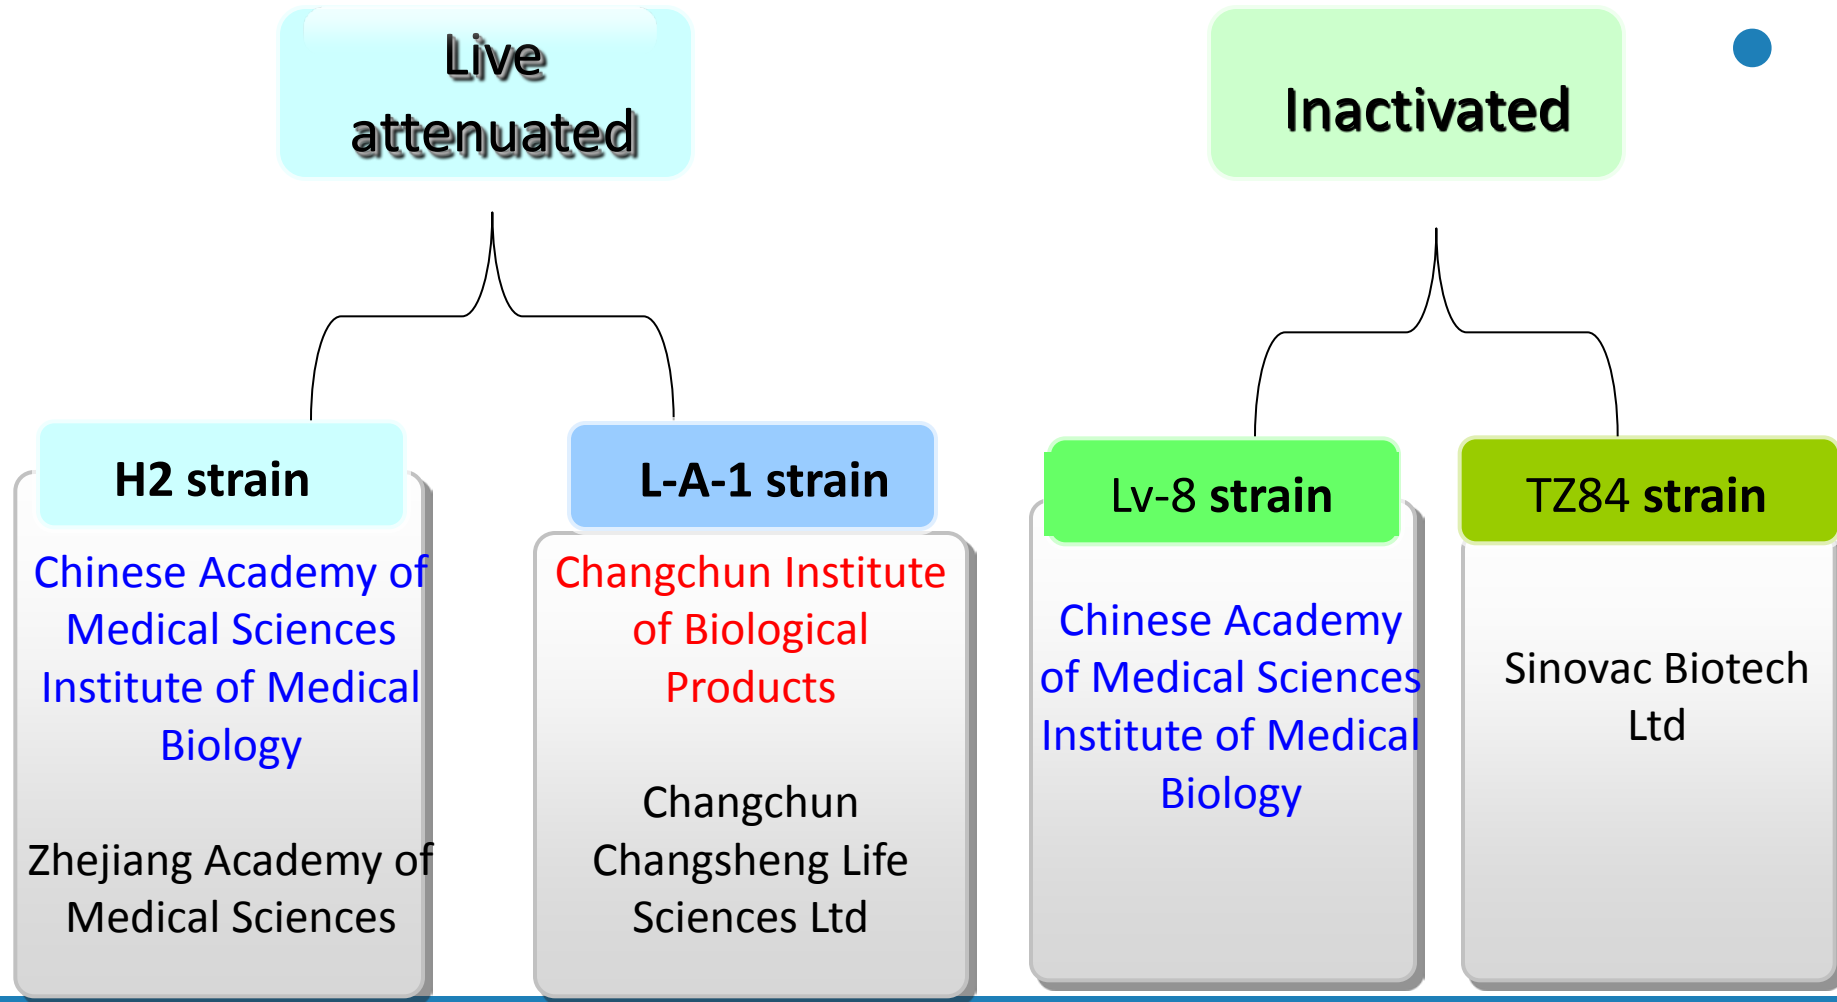 Live
attenuated
Inactivated
H2 strain
Chinese Academy of
Medical Sciences
Institute of Medical
Biology
Zhejiang Academy of
Medical Sciences
L-A-1 strain
Changchun Institute
of Biological
Products
Changchun
Changsheng Life
Sciences Ltd
Lv-8 strain
Chinese Academy
of Medical Sciences
Institute of Medical
Biology
TZ84 strain
Sinovac Biotech
Ltd